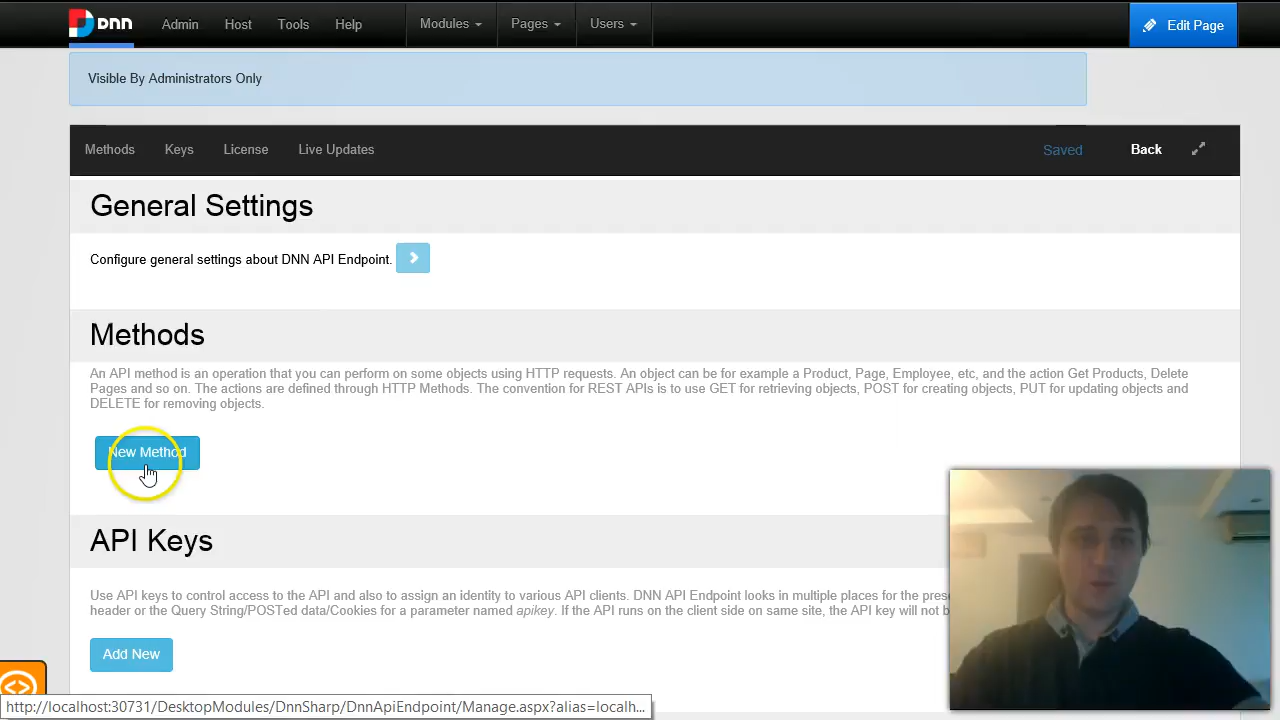 DNN Admin Host Tools Help Modules Pages Users Edit Page
Visible By Administrators Only
Methods Keys License Live Updates Saved Back
General Settings
Configure general settings about DNN API Endpoint.
Methods
An API method is an operation that you can perform on some objects using HTTP requests. An object can be for example a Product, Page, Employee, etc, and the action Get Products, Delete
Pages and so on. The actions are defined through HTTP Methods. The convention for REST APIs is to use GET for retrieving objects, POST for creating objects, PUT for updating objects and
DELETE for removing objects.
New Method
API Keys
Use API keys to control access to the API and also to assign an identity to various API clients. DNN API Endpoint looks in multiple places for the pres
header or the Query String/POSTed data/Cookies for a parameter named apikey. If the API runs on the client side on same site, the API key will not b
Add New
http://localhost:30731/DesktopModules/DnnSharp/DnnApiEndpoint/Manage.aspx?alias=localh...